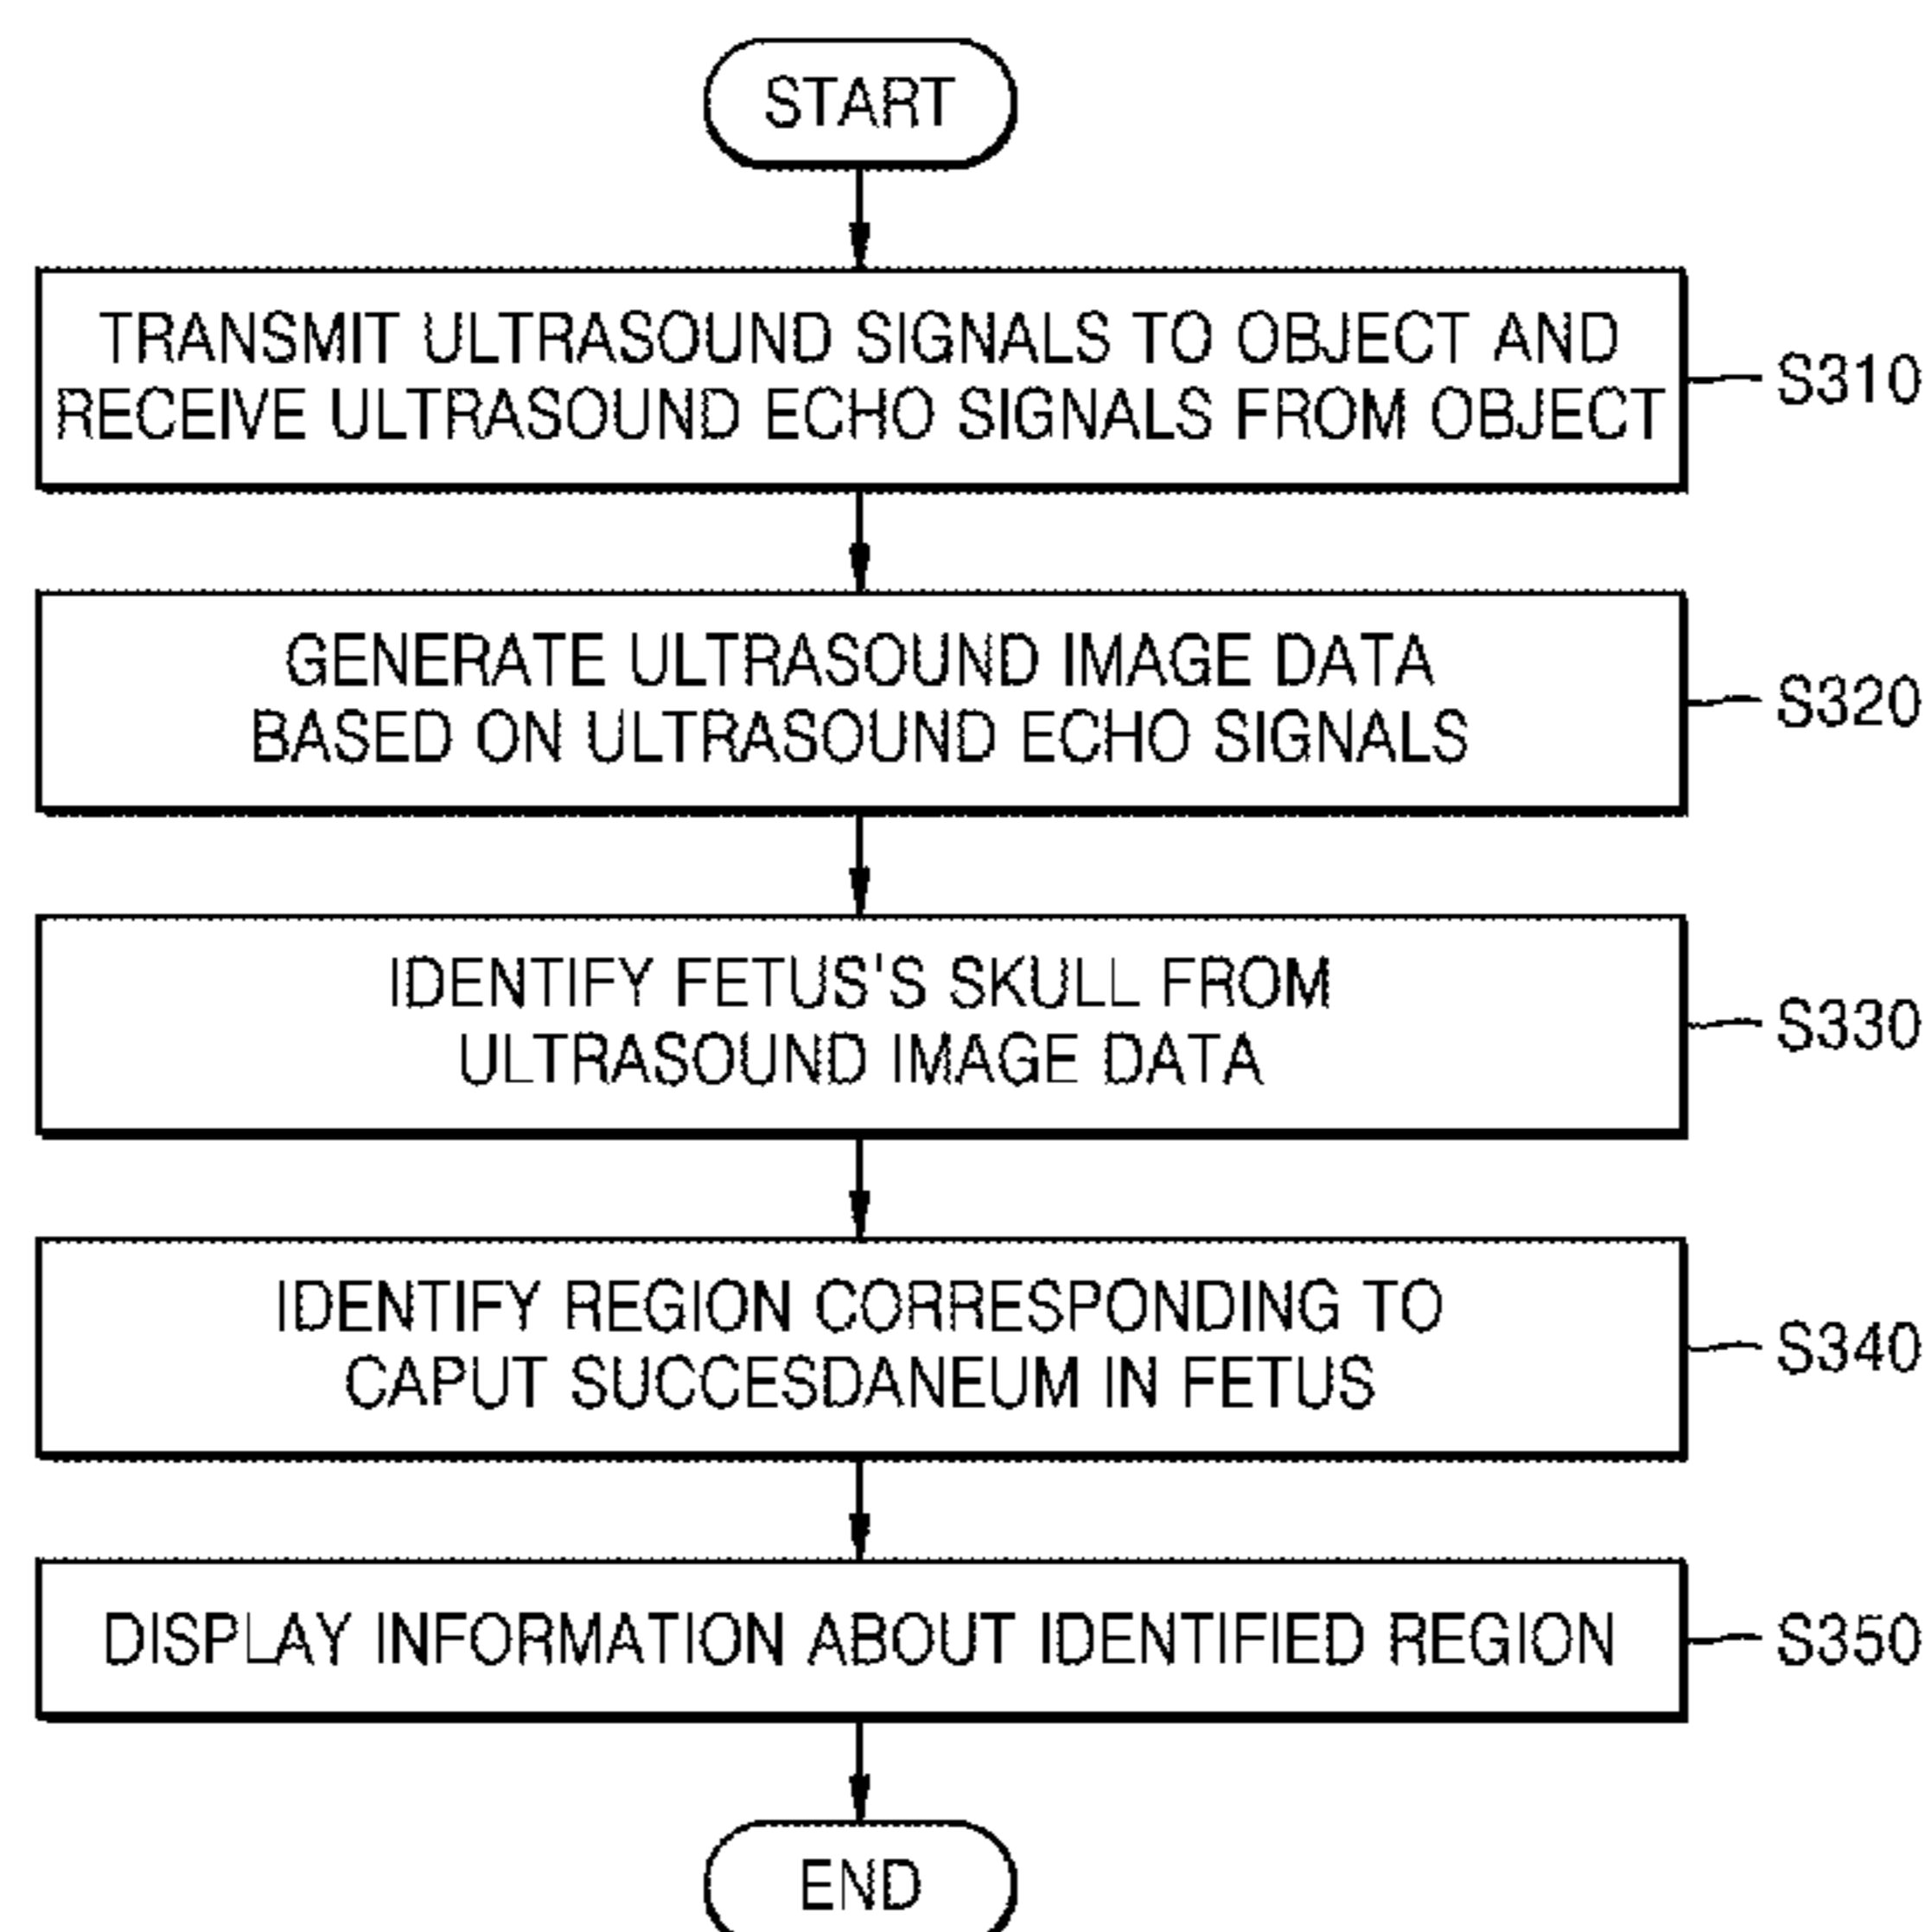 START
TRANSMIT ULTRASOUND SIGNALS TO OBJECT AND
RECEIVE ULTRASOUND ECHO SIGNALS FROM OBJECT
S310
GENERATE ULTRASOUND IMAGE DATA
BASED ON ULTRASOUND ECHO SIGNALS
S320
IDENTIFY FETUS'S SKULL FROM
ULTRASOUND IMAGE DATA
S330
IDENTIFY REGION CORRESPONDING TO
CAPUT SUCCESDANEUM IN FETUS
S340
DISPLAY INFORMATION ABOUT IDENTIFIED REGION
S350
END